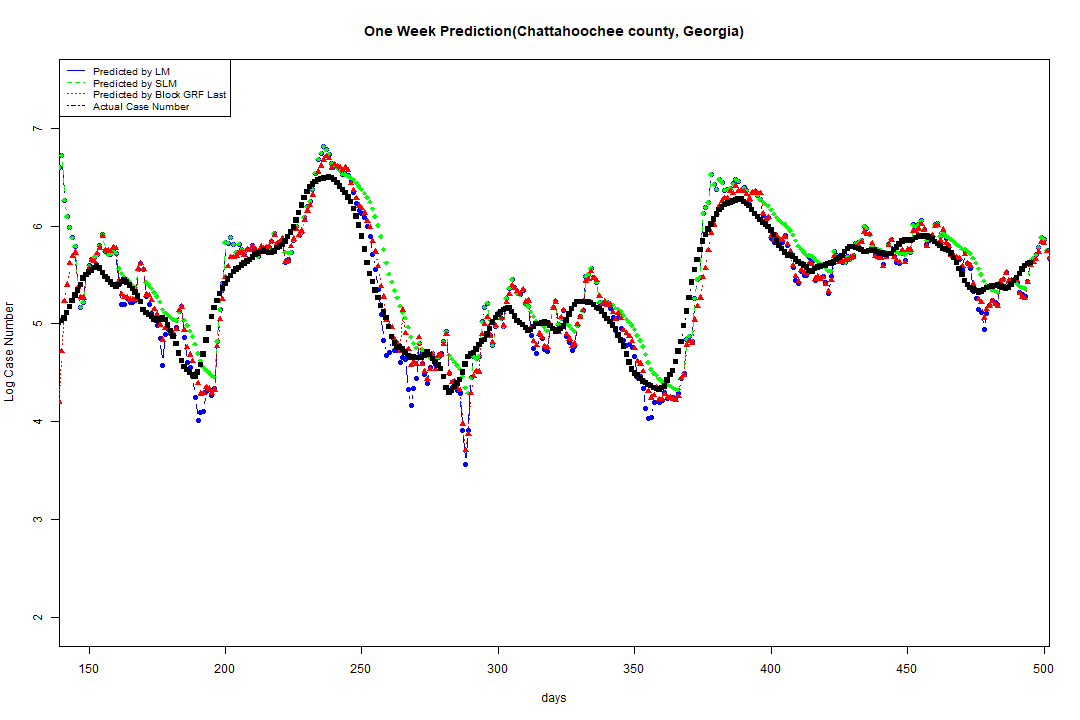 One Week Prediction(Chattahoochee county, Georgia)
Predicted by LM
Predicted by SLM
Predicted by Block GRF Last
Actual Case Number
Log Case Number
7
6
5
4
3
2
150 200 250 300 350 400 450 500
days